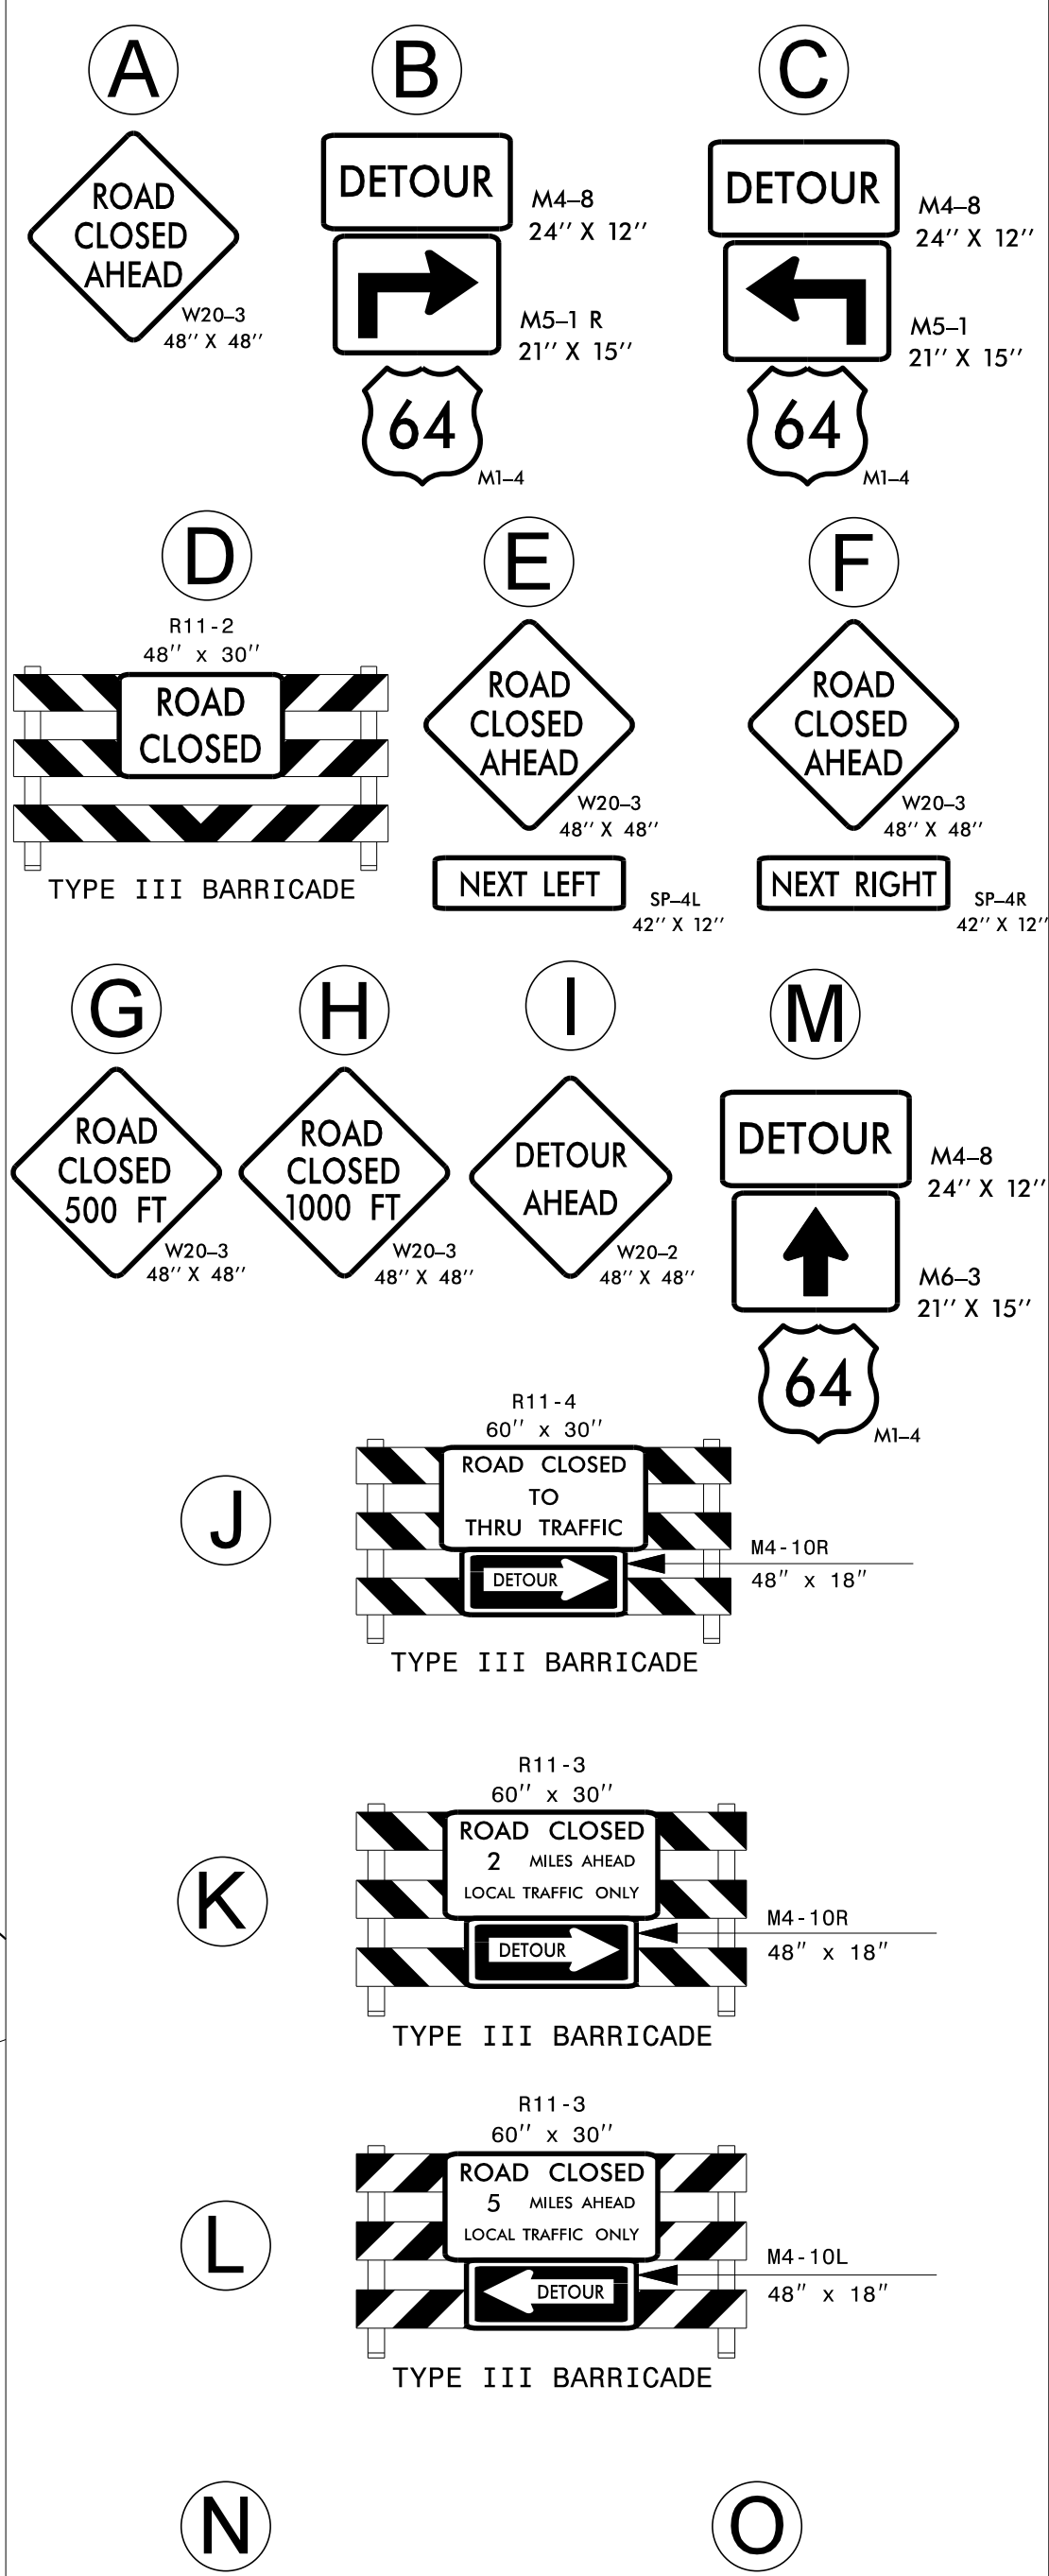 A
ROAD
CLOSED
AHEAD
W20–3
48" X 48"
B
DETOUR
M4–8
24" X 12"
M5–1 R
21" X 15"
64
M1–4
C
DETOUR
M4–8
24" X 12"
M5–1
21" X 15"
64
M1–4
D
R11-2
48" x 30"
ROAD
CLOSED
TYPE III BARRICADE
E
ROAD
CLOSED
AHEAD
W20–3
48" X 48"
NEXT LEFT
SP–4L
42" X 12"
F
ROAD
CLOSED
AHEAD
W20–3
48" X 48"
NEXT RIGHT
SP–4R
42" X 12"
G
ROAD
CLOSED
500 FT
W20–3
48" X 48"
H
ROAD
CLOSED
1000 FT
W20–3
48" X 48"
I
DETOUR
AHEAD
W20–2
48" X 48"
M
DETOUR
M4–8
24" X 12"
M6–3
21" X 15"
64
M1–4
J
R11-4
60" x 30"
ROAD CLOSED
TO
THRU TRAFFIC
DETOUR
M4-10R
48" x 18"
TYPE III BARRICADE
K
R11-3
60" x 30"
ROAD CLOSED
2 MILES AHEAD
LOCAL TRAFFIC ONLY
DETOUR
M4-10R
48" x 18"
TYPE III BARRICADE
L
R11-3
60" x 30"
ROAD CLOSED
5 MILES AHEAD
LOCAL TRAFFIC ONLY
DETOUR
M4-10L
48" x 18"
TYPE III BARRICADE
N
O